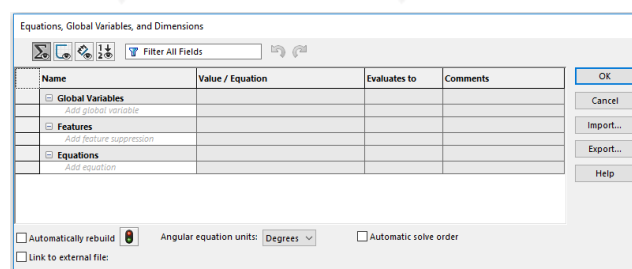 Equations, Global Variables, and Dimensions
Filter All Fields
Name Value / Equation Evaluates to Comments
Global Variables
Add global variable
Features
Add feature suppression
Equations
Add equation
OK
Cancel
Import...
Export...
Help
Automatically rebuild Angular equation units: Degrees Automatic solve order
Link to external file: